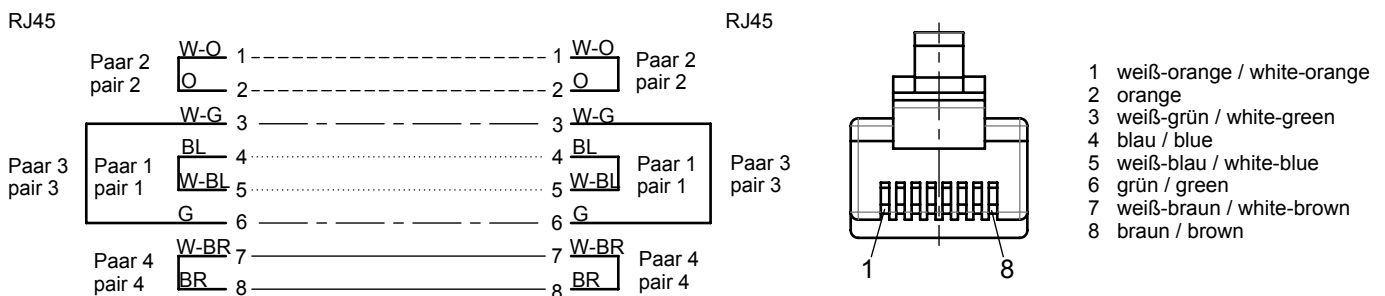 RJ45
Paar 2
pair 2
W-O 1
O 2
W-G 3
BL 4
W-BL 5
G 6
W-BR 7
BR 8
Paar 3
pair 3
Paar 1
pair 1
Paar 4
pair 4
1 W-O
2 O
3 W-G
4 BL
5 W-BL
6 G
7 W-BR
8 BR
Paar 2
pair 2
Paar 1
pair 1
Paar 4
pair 4
Paar 3
pair 3
RJ45
1 8
1 weiß-orange / white-orange
2 orange
3 weiß-grün / white-green
4 blau / blue
5 weiß-blau / white-blue
6 grün / green
7 weiß-braun / white-brown
8 braun / brown